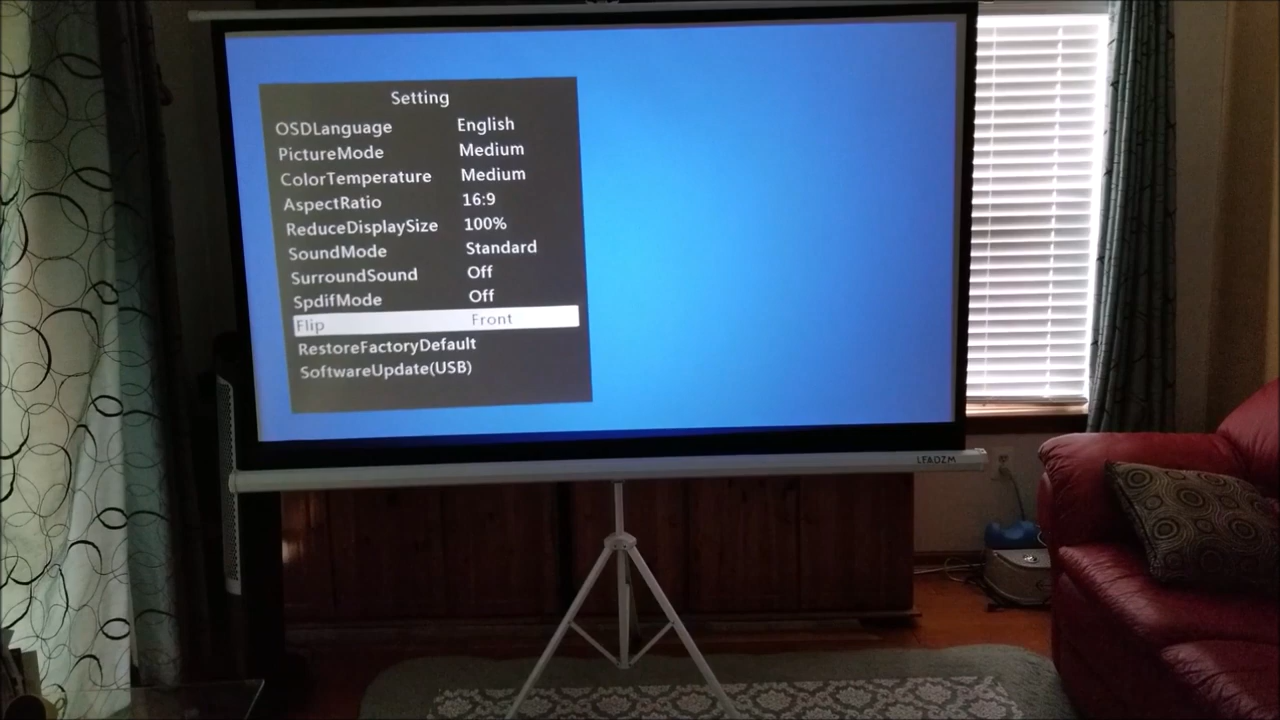 Setting
OSDLanguage English
PictureMode Medium
ColorTemperature Medium
AspectRatio 16:9
ReduceDisplaySize 100%
SoundMode Standard
SurroundSound Off
SpdifMode Off
Flip Front
RestoreFactoryDefault
SoftwareUpdate(USB)
LEAOZM